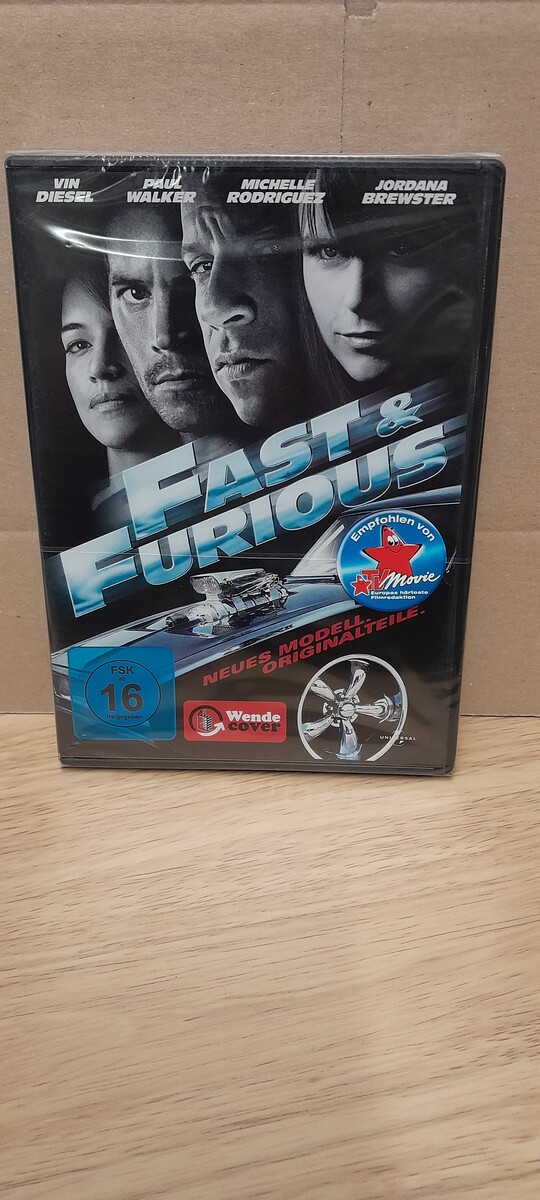 VIN
DIESEL
PAUL
WALKER
MICHELLE
RODRIGUEZ
JORDANA
BREWSTER
FAST &
FURIOUS
Empfohlen von
TV Movie
Europas härteste
Filmredaktion
NEUES MODELL.
ORIGINALTEILE.
FSK
ab
16
freigegeben
Wende
cover
UNIVERSAL